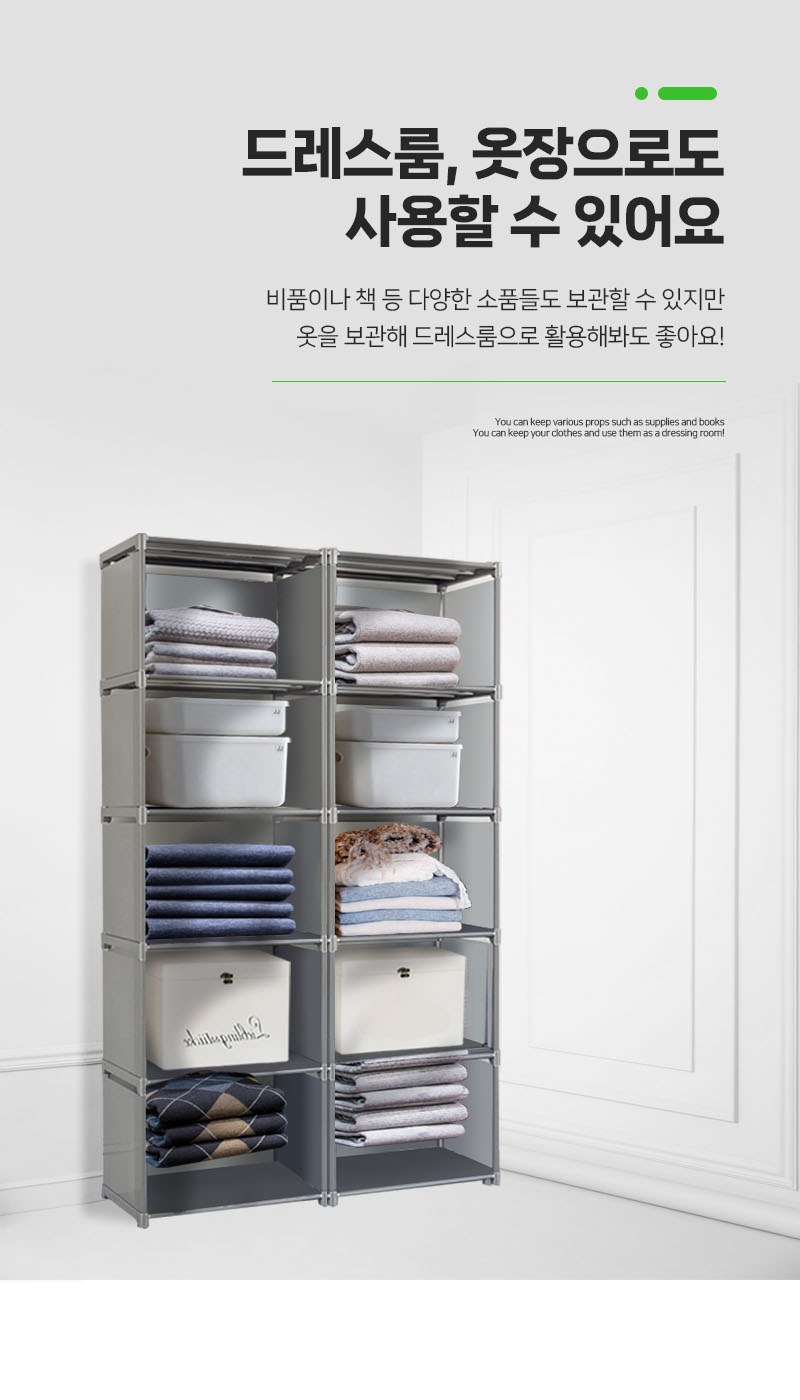 드레스룸, 옷장으로도
사용할 수 있어요
비품이나 책 등 다양한 소품들도 보관할 수 있지만
옷을 보관해 드레스룸으로 활용해봐도 좋아요!
You can keep various props such as supplies and books
You can keep your clothes and use them as a dressing room!
Lieblingsstücke